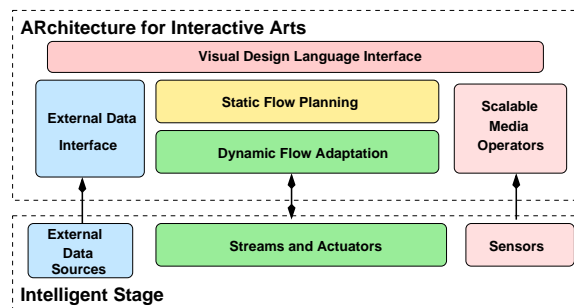 ARchitecture for Interactive Arts
Visual Design Language Interface
External Data
Interface
Static Flow Planning
Dynamic Flow Adaptation
Scalable
Media
Operators
External
Data
Sources
Streams and Actuators
Sensors
Intelligent Stage